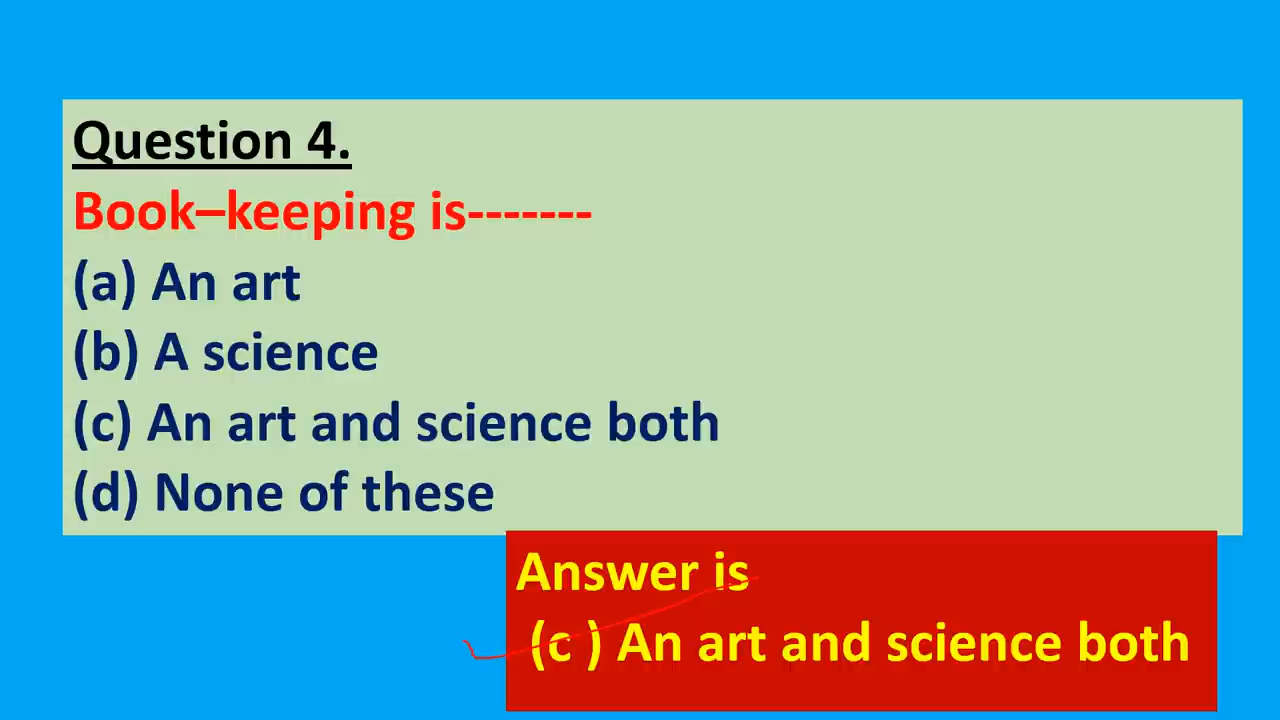 Question 4.
Book–keeping is-------
(a) An art
(b) A science
(c) An art and science both
(d) None of these
Answer is
(c ) An art and science both